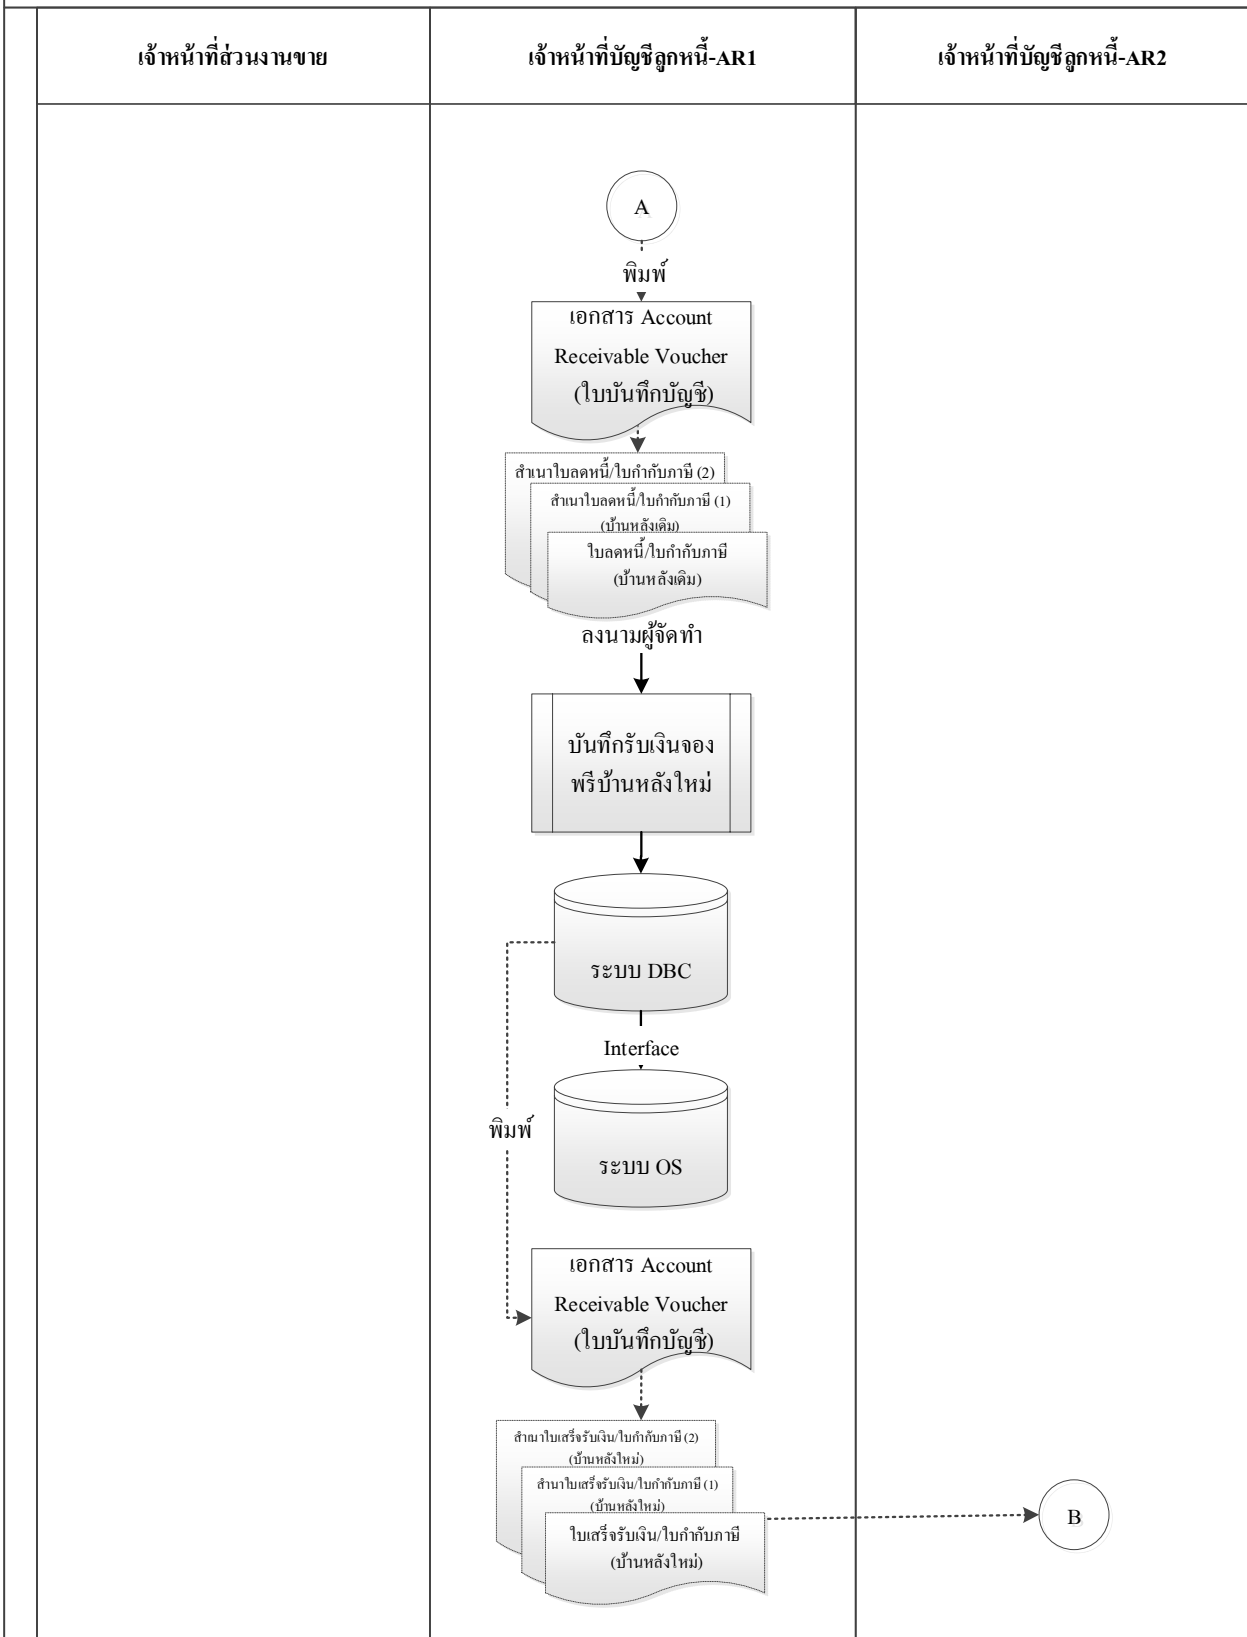 เจ้าหน้าที่ส่วนงานขาย
เจ้าหน้าที่บัญชีลูกหนี้-AR1
เจ้าหน้าที่บัญชีลูกหนี้-AR2
A
พิมพ์
เอกสาร Account
Receivable Voucher
(ใบบันทึกบัญชี)
สำเนาใบลดหนี้/ใบกำกับภาษี (2)
สำเนาใบลดหนี้/ใบกำกับภาษี (1)
(บ้านหลังเดิม)
ใบลดหนี้/ใบกำกับภาษี
(บ้านหลังเดิม)
ลงนามผู้จัดทำ
บันทึกรับเงินจอง
พรีบ้านหลังใหม่
ระบบ DBC
Interface
ระบบ OS
พิมพ์
เอกสาร Account
Receivable Voucher
(ใบบันทึกบัญชี)
สำเนาใบเสร็จรับเงิน/ใบกำกับภาษี (2)
(บ้านหลังใหม่)
สำนาใบเสร็จรับเงิน/ใบกำกับภาษี (1)
(บ้านหลังใหม่)
ใบเสร็จรับเงิน/ใบกำกับภาษี
(บ้านหลังใหม่)
B